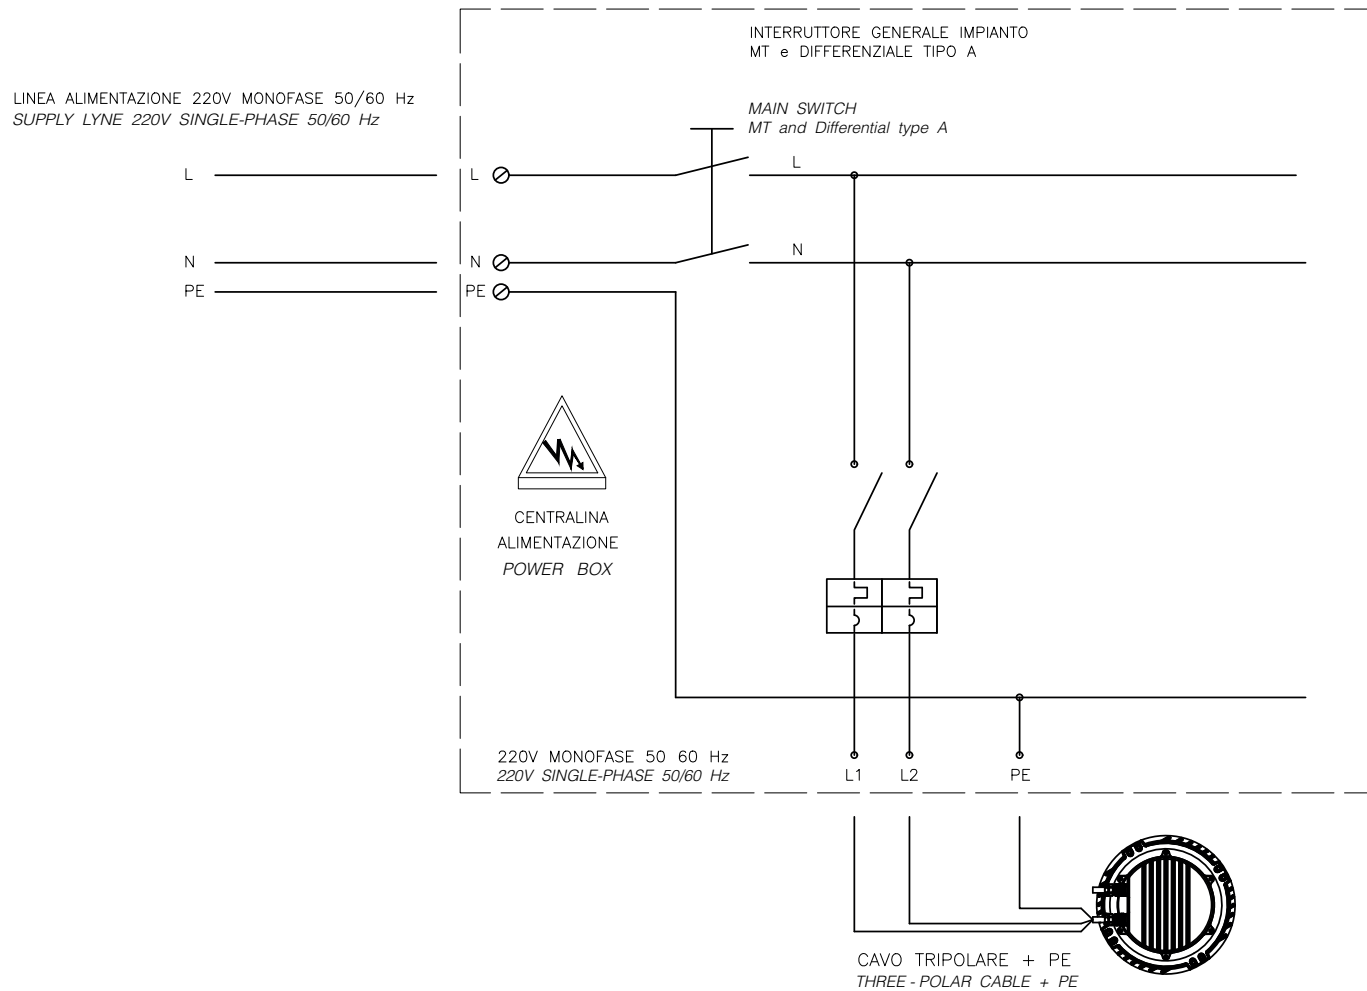 INTERRUTTORE GENERALE IMPIANTO
MT e DIFFERENZIALE TIPO A
LINEA ALIMENTAZIONE 220V MONOFASE 50/60 Hz
SUPPLY LYNE 220V SINGLE-PHASE 50/60 Hz
MAIN SWITCH
MT and Differential type A
L
L
L
N
N
N
PE
PE
CENTRALINA
ALIMENTAZIONE
POWER BOX
220V MONOFASE 50 60 Hz
220V SINGLE-PHASE 50/60 Hz
L1
L2
PE
CAVO TRIPOLARE + PE
THREE - POLAR CABLE + PE